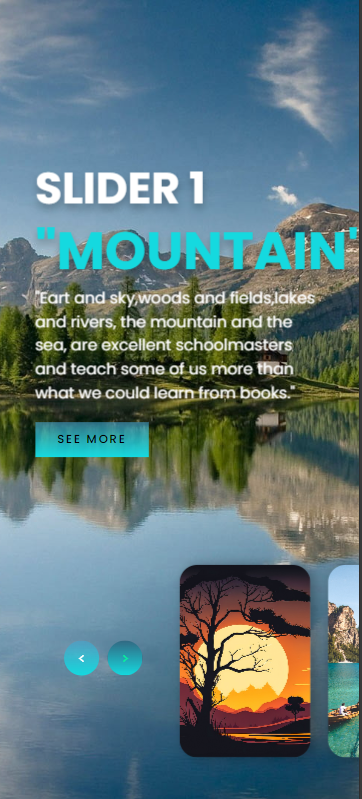 SLIDER 1
"MOUNTAIN"
"Eart and sky,woods and fields,lakes
and rivers, the mountain and the
sea, are excellent schoolmasters
and teach some of us more than
what we could learn from books."
SEE MORE
< >